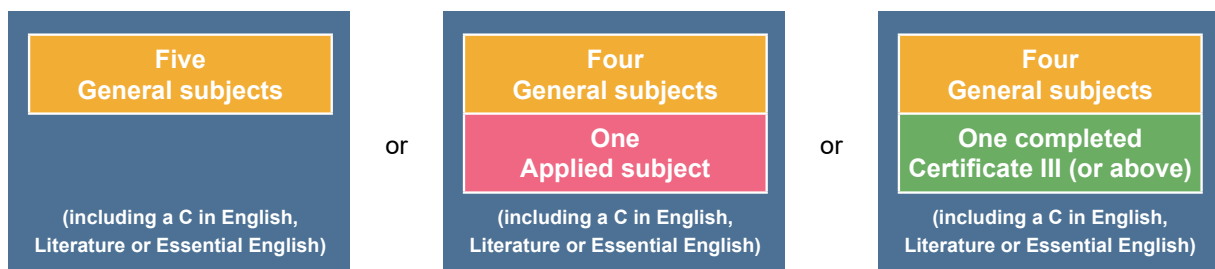 Five
General subjects
(including a C in English,
Literature or Essential English)
or
Four
General subjects
One
Applied subject
(including a C in English,
Literature or Essential English)
or
Four
General subjects
One completed
Certificate III (or above)
(including a C in English,
Literature or Essential English)